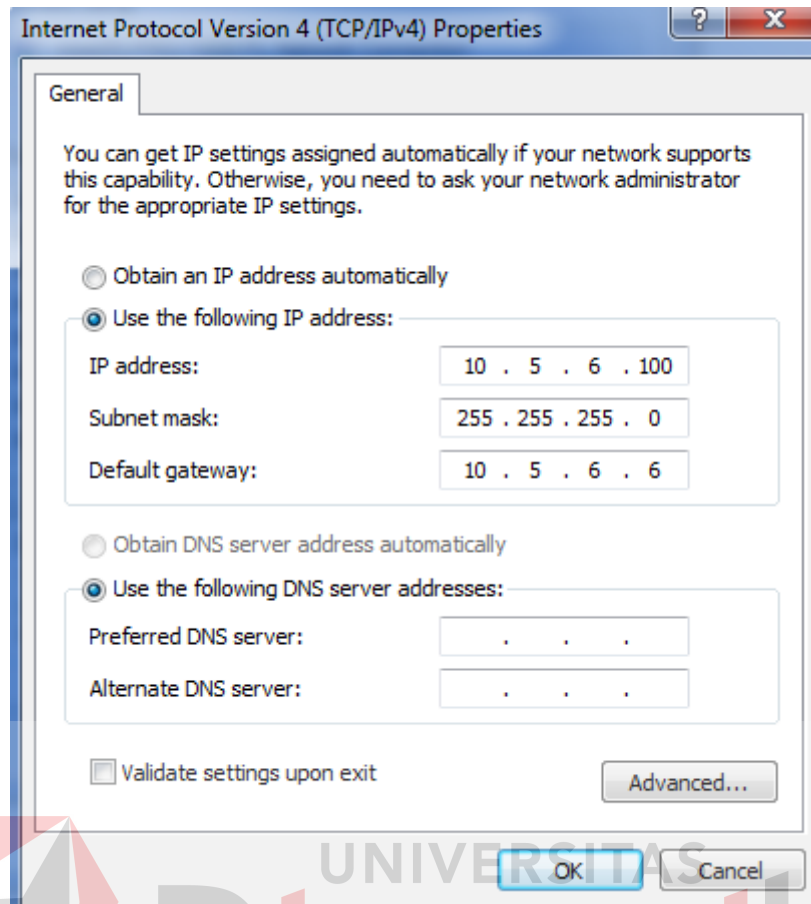 Internet Protocol Version 4 (TCP/IPv4) Properties
?
X
General
You can get IP settings assigned automatically if your network supports
this capability. Otherwise, you need to ask your network administrator
for the appropriate IP settings.
Obtain an IP address automatically
Use the following IP address:
IP address: 10 . 5 . 6 . 100
Subnet mask: 255 . 255 . 255 . 0
Default gateway: 10 . 5 . 6 . 6
Obtain DNS server address automatically
Use the following DNS server addresses:
Preferred DNS server: . . .
Alternate DNS server: . . .
Validate settings upon exit
Advanced...
UNIVERSITAS
OK Cancel